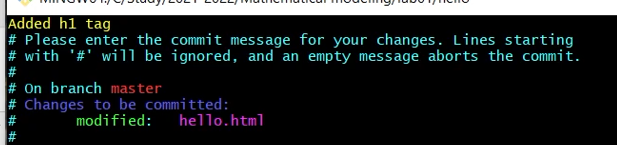 MINGW64:/C/Study/2021-2022/Mathematical modeling/lab01/hello
Added h1 tag
# Please enter the commit message for your changes. Lines starting
# with '#' will be ignored, and an empty message aborts the commit.
#
# On branch master
# Changes to be committed:
#       modified:   hello.html
#